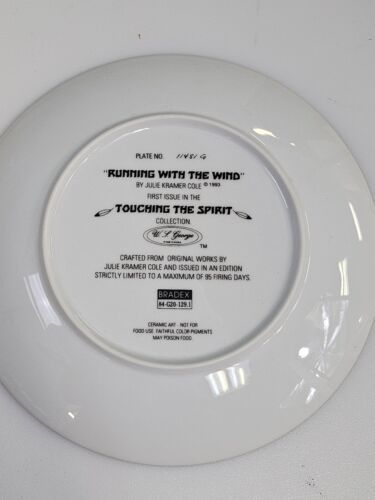 PLATE NO. 11451 G
"RUNNING WITH THE WIND"
BY JULIE KRAMER COLE © 1993
FIRST ISSUE IN THE
TOUCHING THE SPIRIT
COLLECTION
W. S. George
TM
CRAFTED FROM ORIGINAL WORKS BY
JULIE KRAMER COLE AND ISSUED IN AN EDITION
STRICTLY LIMITED TO A MAXIMUM OF 95 FIRING DAYS.
BRADEX
84-G20-129.1
CERAMIC ART - NOT FOR
FOOD USE. FAITHFUL COLOR PIGMENTS
MAY POISON FOOD.